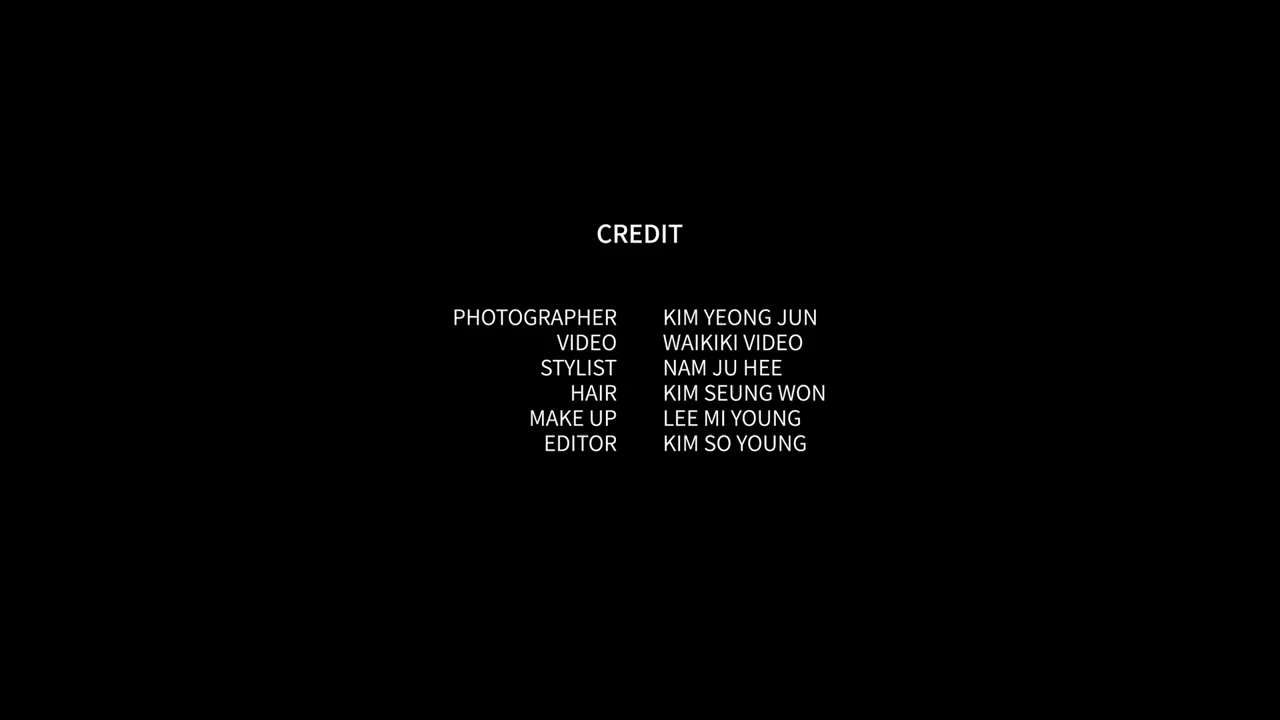 CREDIT
PHOTOGRAPHER KIM YEONG JUN
VIDEO WAIKIKI VIDEO
STYLIST NAM JU HEE
HAIR KIM SEUNG WON
MAKE UP LEE MI YOUNG
EDITOR KIM SO YOUNG